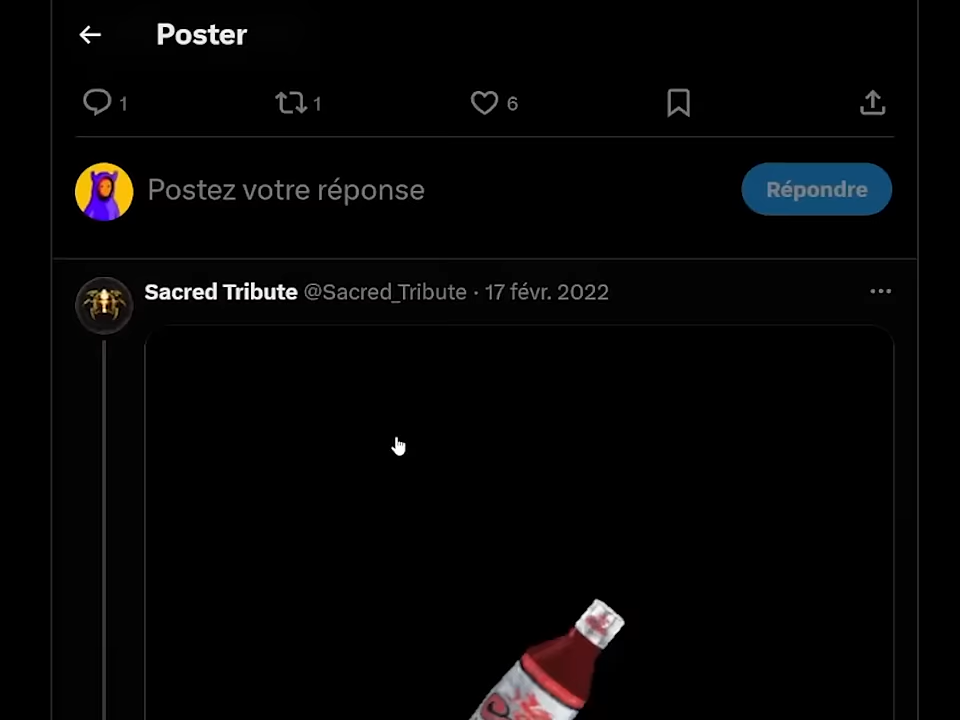 Poster
1
1
6
Postez votre réponse
Répondre
Sacred Tribute @Sacred_Tribute · 17 févr. 2022